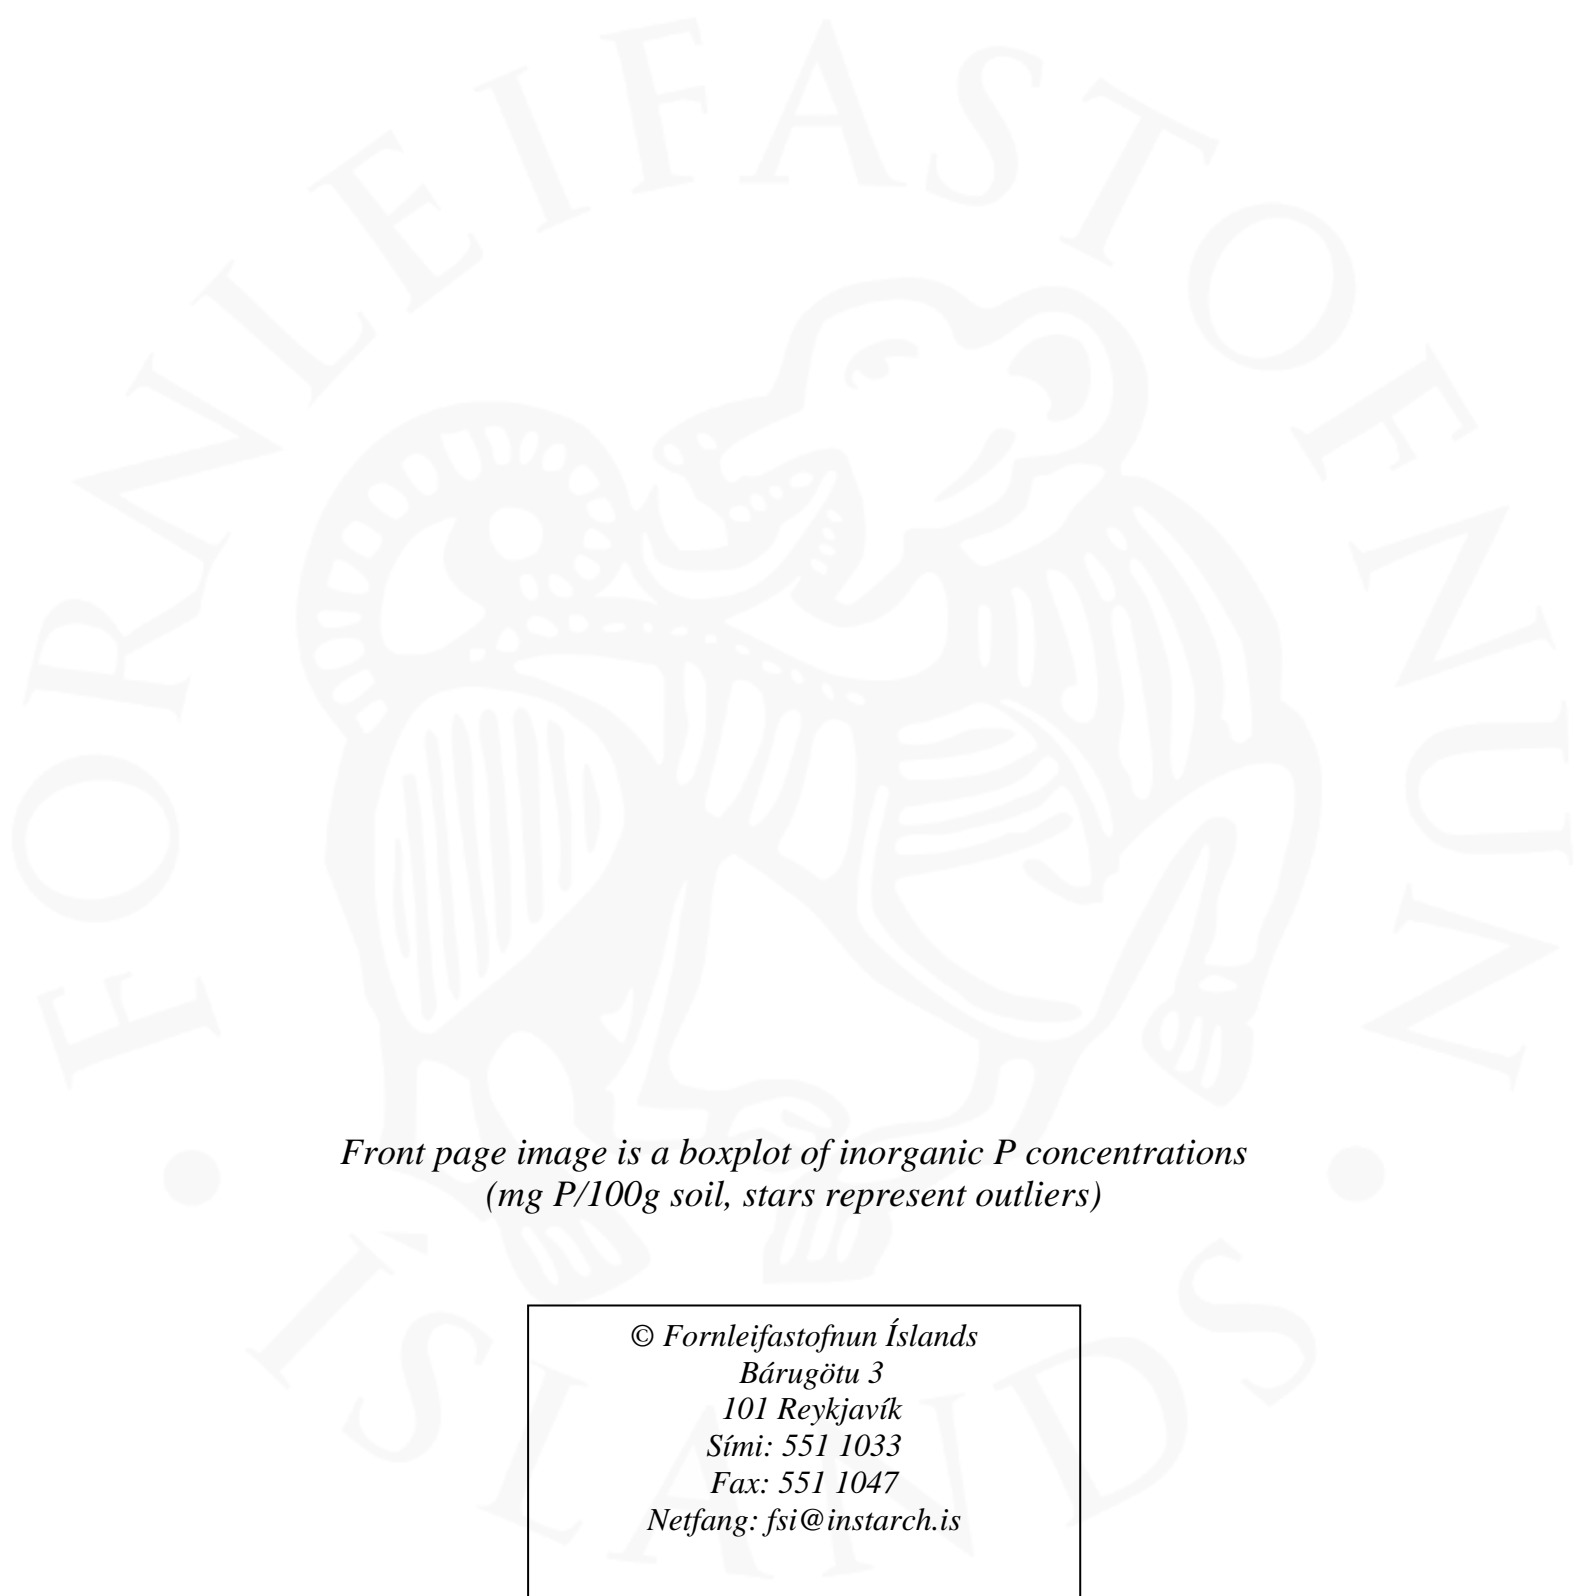 FORNLEIFASTOFNUN
ÍSLANDS
Front page image is a boxplot of inorganic P concentrations
(mg P/100g soil, stars represent outliers)
© Fornleifastofnun Íslands
Bárugötu 3
101 Reykjavík
Sími: 551 1033
Fax: 551 1047
Netfang: fsi@instarch.is